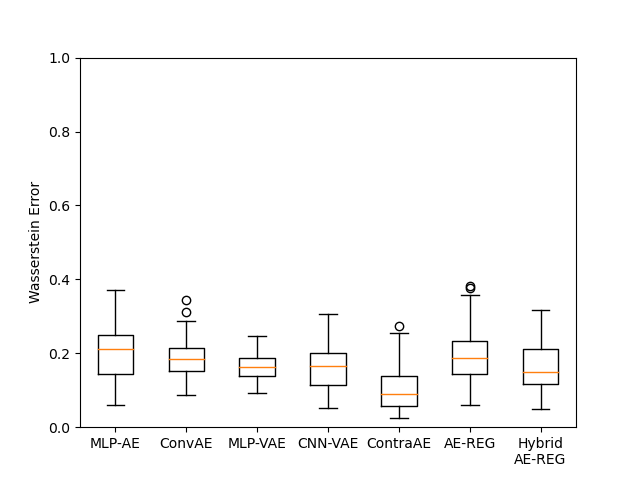 1.0
0.8
0.6
0.4
0.2
0.0
Wasserstein Error
MLP-AE ConvAE MLP-VAE CNN-VAE ContraAE AE-REG Hybrid
AE-REG